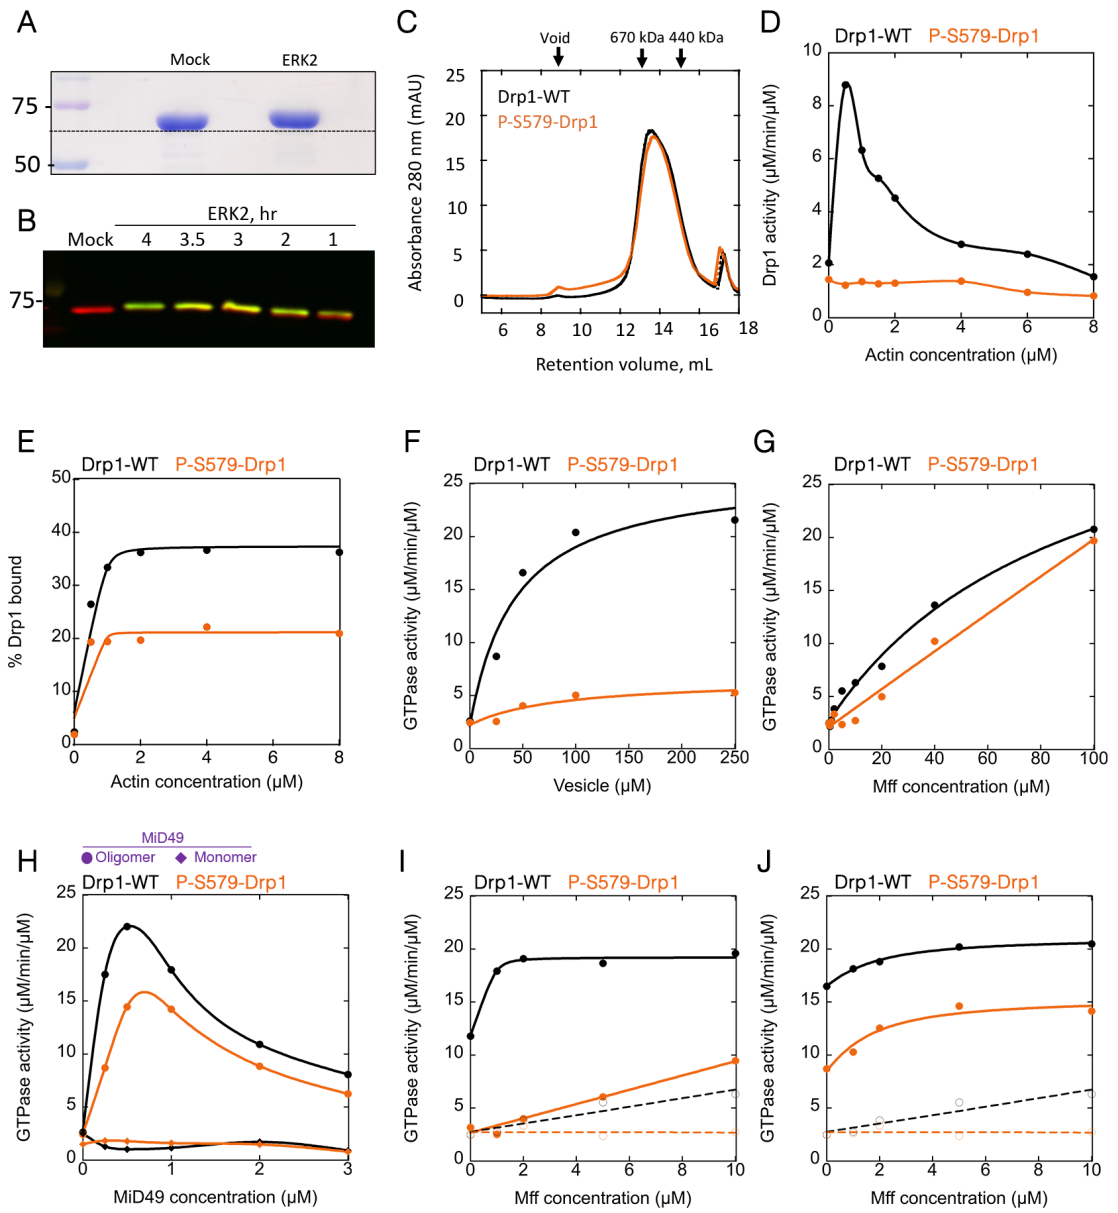 A
Mock
ERK2
75
50
B
ERK2, hr
Mock
4
3.5
3
2
1
75
C
Void
670 kDa
440 kDa
Drp1-WT
P-S579-Drp1
Absorbance 280 nm (mAU)
25
20
15
10
5
0
6 8 10 12 14 16 18
Retention volume, mL
D
Drp1-WT P-S579-Drp1
Drp1 activity (µM/min/µM)
10
8
6
4
2
0
0 2 4 6 8
Actin concentration (µM)
E
Drp1-WT P-S579-Drp1
% Drp1 bound
50
40
30
20
10
0
0 2 4 6 8
Actin concentration (µM)
F
Drp1-WT P-S579-Drp1
GTPase activity (µM/min/µM)
25
20
15
10
5
0
0 50 100 150 200 250
Vesicle (µM)
G
Drp1-WT P-S579-Drp1
GTPase activity (µM/min/µM)
25
20
15
10
5
0
0 20 40 60 80 100
Mff concentration (µM)
H
MiD49
Oligomer Monomer
Drp1-WT P-S579-Drp1
GTPase activity (µM/min/µM)
25
20
15
10
5
0
0 1 2 3
MiD49 concentration (µM)
I
Drp1-WT P-S579-Drp1
GTPase activity (µM/min/µM)
25
20
15
10
5
0
0 2 4 6 8 10
Mff concentration (µM)
J
Drp1-WT P-S579-Drp1
GTPase activity (µM/min/µM)
25
20
15
10
5
0
0 2 4 6 8 10
Mff concentration (µM)